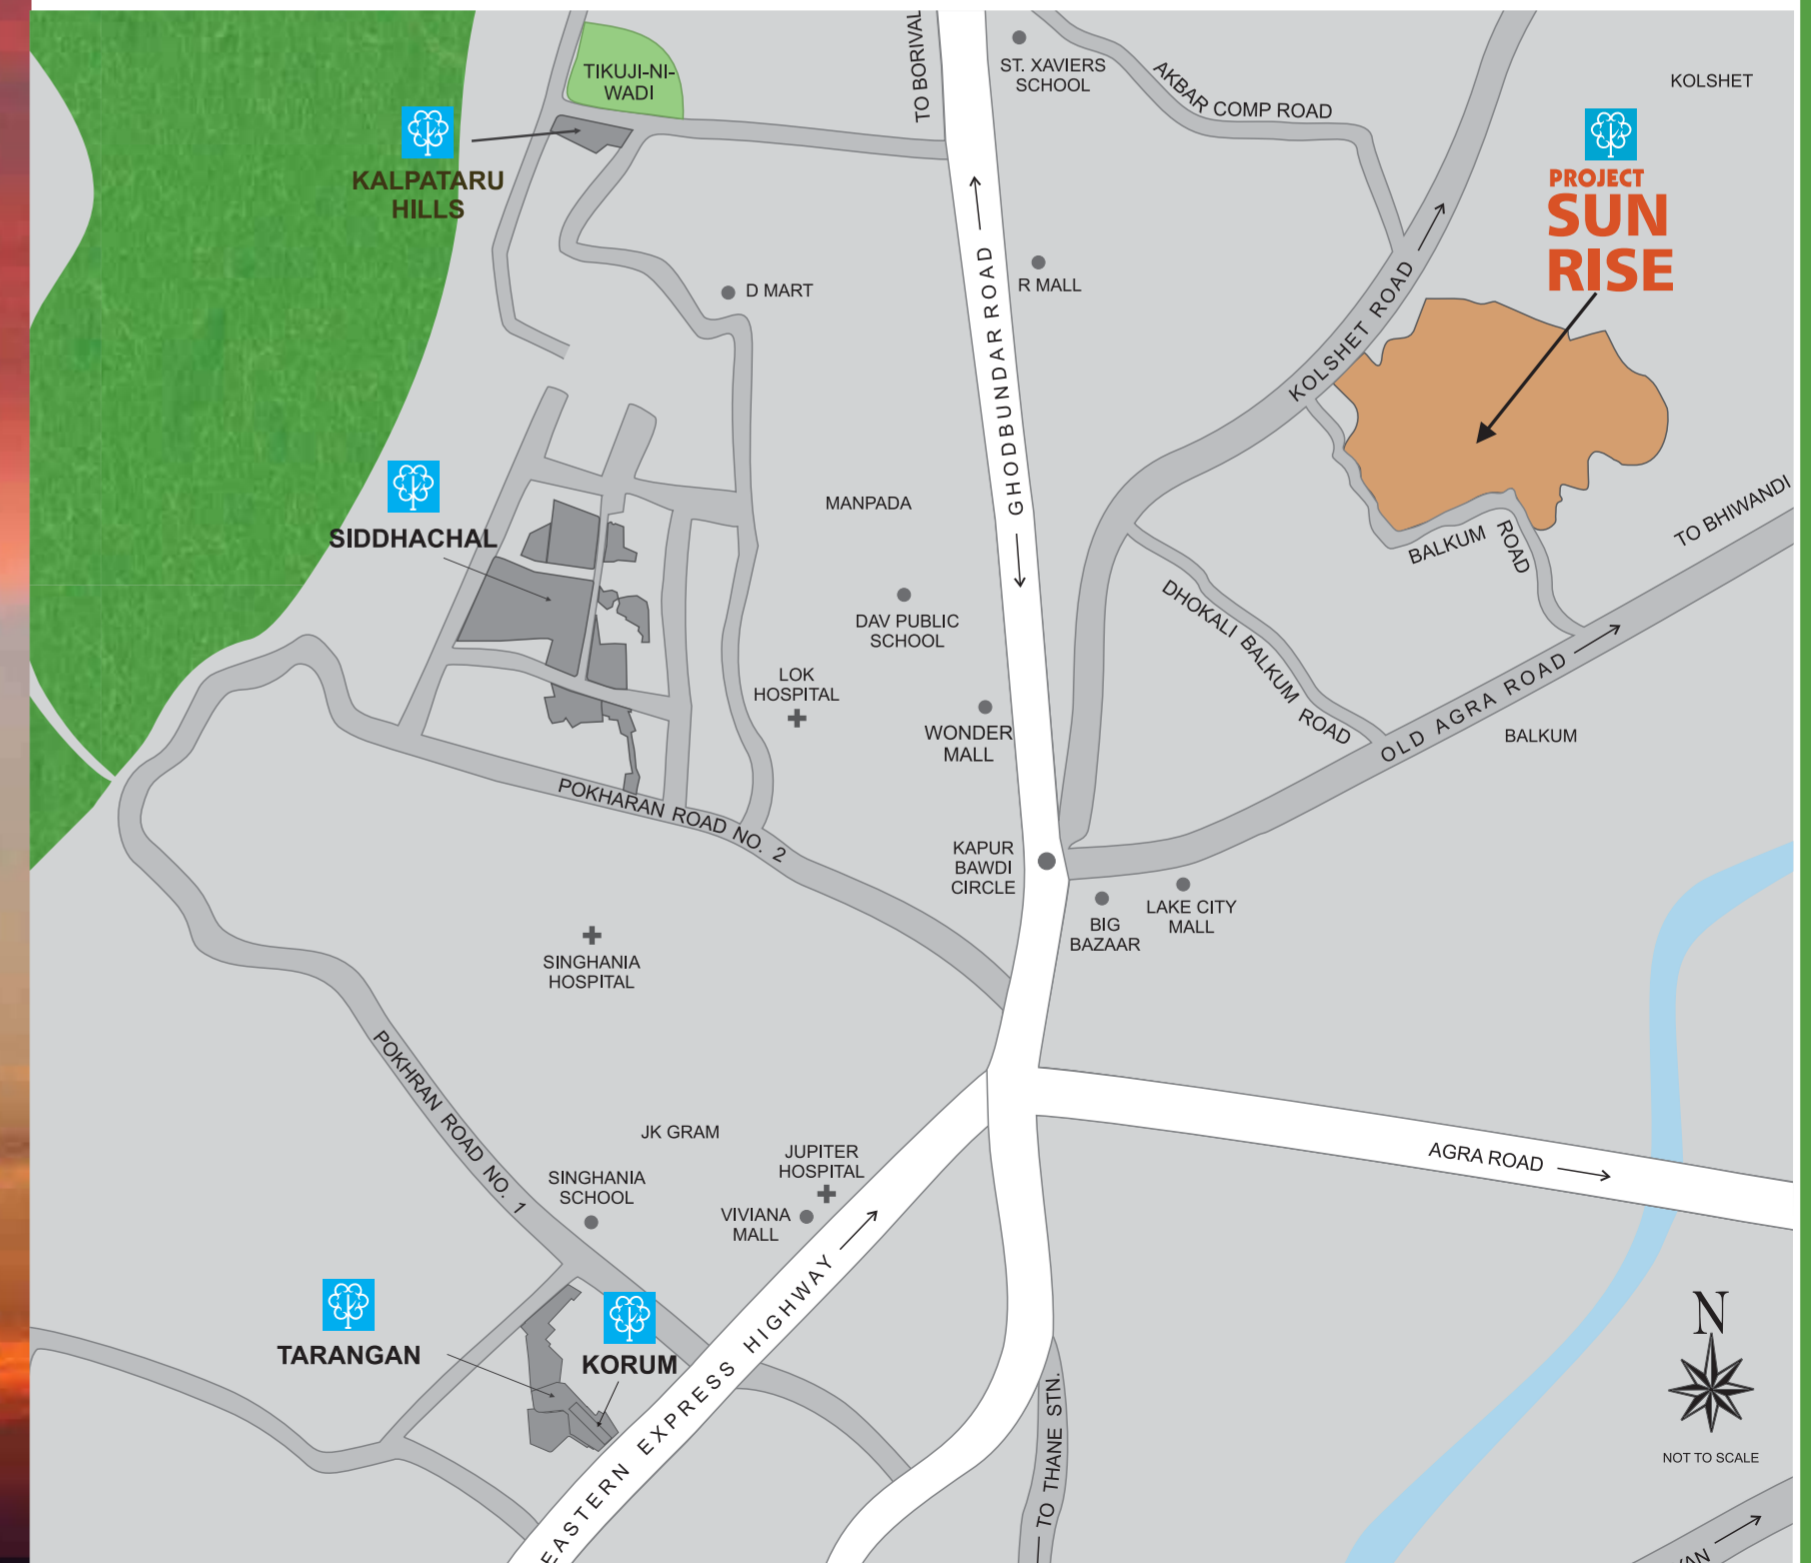 TO BORIVAL
ST. XAVIERS
SCHOOL
AKBAR COMP ROAD
KOLSHET
TIKUJI-NI-
WADI
KALPATARU
HILLS
PROJECT
SUN
RISE
D MART
R MALL
GHODBUNDAR ROAD
KOLSHET ROAD
SIDDHACHAL
MANPADA
TO BHIWANDI
BALKUM ROAD
DAV PUBLIC
SCHOOL
DHOKALI BALKUM ROAD
LOK
HOSPITAL
WONDER
MALL
OLD AGRA ROAD
BALKUM
POKHARAN ROAD NO. 2
KAPUR
BAWDI
CIRCLE
BIG
BAZAAR
LAKE CITY
MALL
SINGHANIA
HOSPITAL
POKHRAN ROAD NO. 1
JK GRAM
JUPITER
HOSPITAL
SINGHANIA
SCHOOL
VIVIANA
MALL
AGRA ROAD
EASTERN EXPRESS HIGHWAY
TARANGAN
KORUM
TO THANE STN.
N
NOT TO SCALE